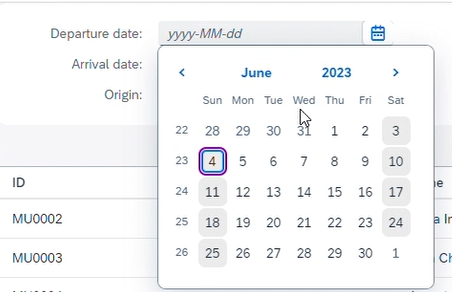 Departure date: yyyy-MM-dd
Arrival date:
Origin:
June 2023
Sun Mon Tue Wed Thu Fri Sat
22 28 29 30 31 1 2 3
23 4 5 6 7 8 9 10
24 11 12 13 14 15 16 17
25 18 19 20 21 22 23 24
26 25 26 27 28 29 30 1
ID
MU0002
MU0003